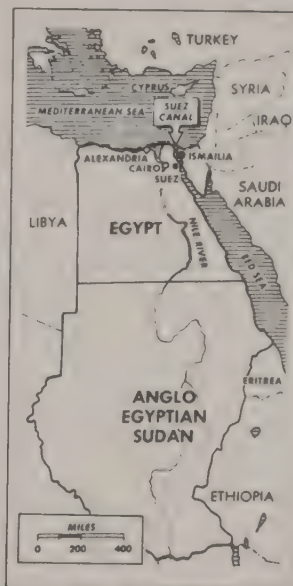 TURKEY
CYPRUS
SYRIA
MEDITERRANEAN SEA
SUEZ
CANAL
IRAQ
ALEXANDRIA
ISMAILIA
CAIRO
SUEZ
SAUDI
ARABIA
LIBYA
EGYPT
NILE RIVER
RED SEA
ANGLO
EGYPTIAN
SUDAN
ERITREA
ETHIOPIA
MILES
0 200 400